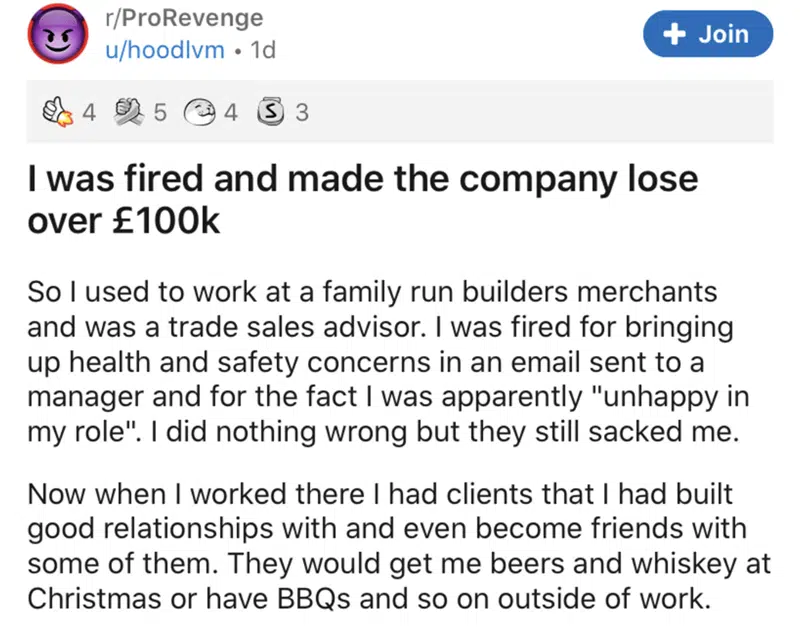 r/ProRevenge
u/hoodlvm • 1d
+ Join
4 5 4 S 3
I was fired and made the company lose
over £100k
So I used to work at a family run builders merchants
and was a trade sales advisor. I was fired for bringing
up health and safety concerns in an email sent to a
manager and for the fact I was apparently "unhappy in
my role". I did nothing wrong but they still sacked me.
Now when I worked there I had clients that I had built
good relationships with and even become friends with
some of them. They would get me beers and whiskey at
Christmas or have BBQs and so on outside of work.